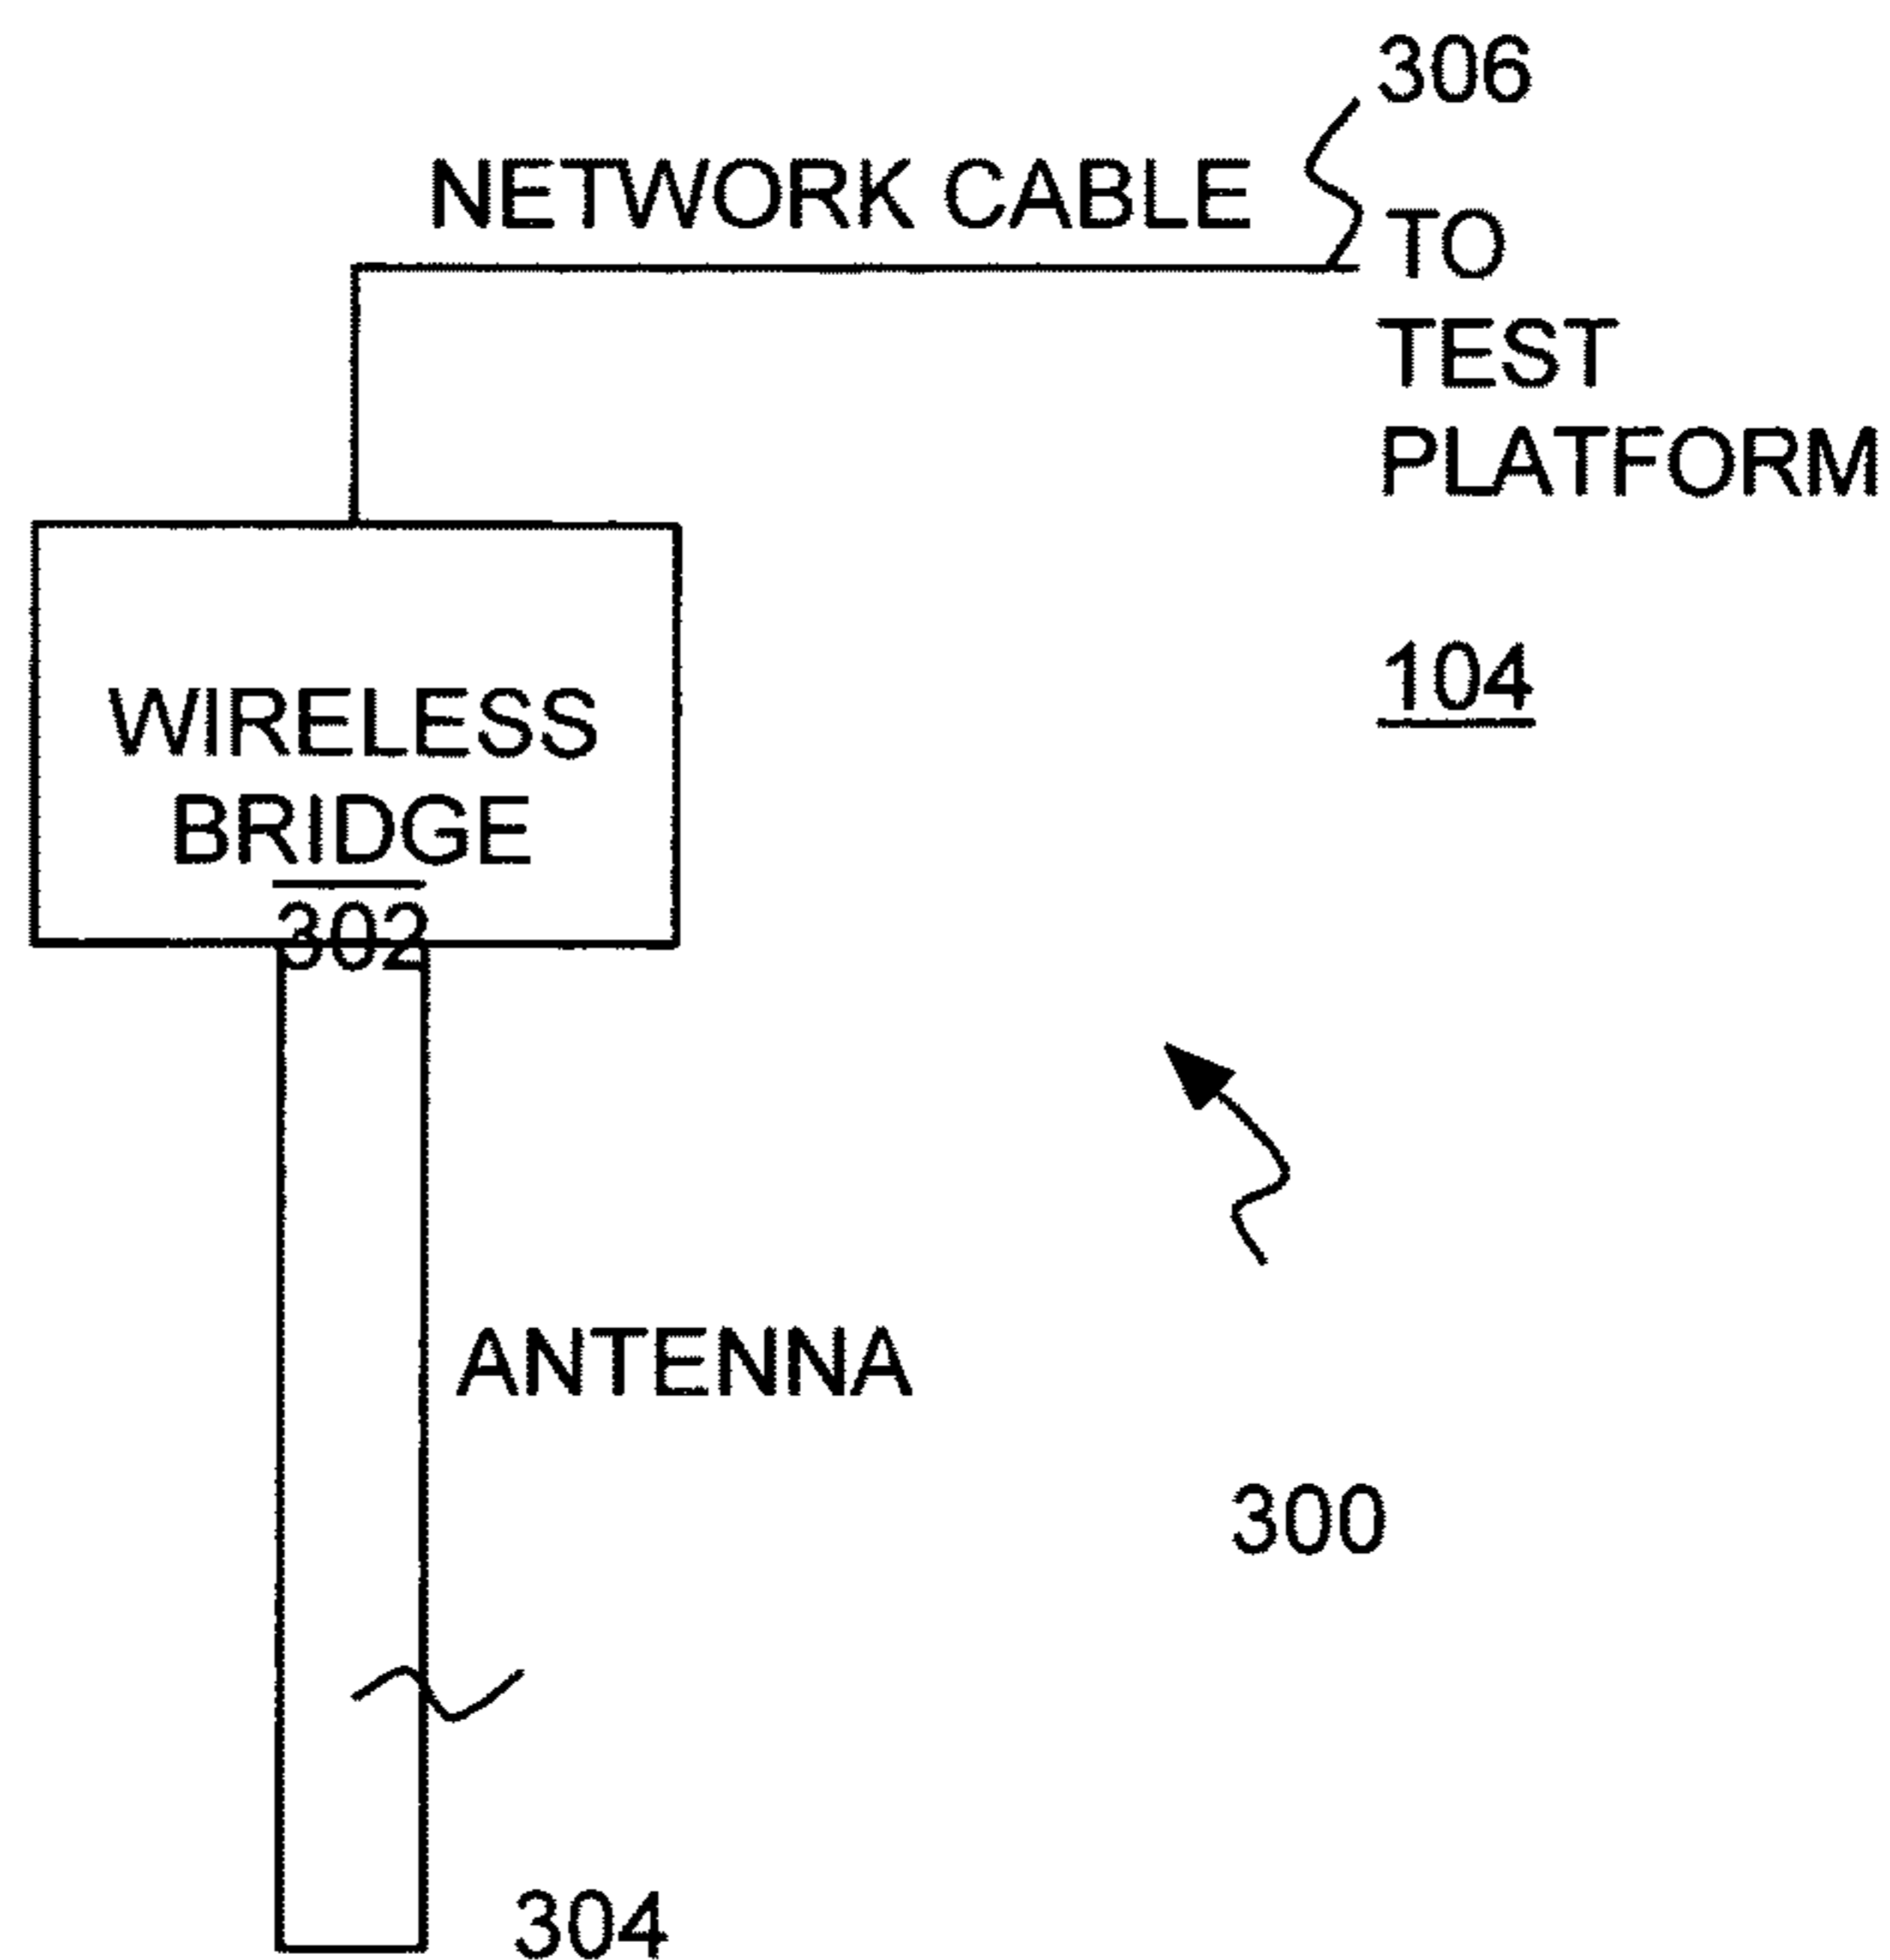 306
NETWORK CABLE
TO
TEST
PLATFORM
104
WIRELESS
BRIDGE
302
ANTENNA
300
304